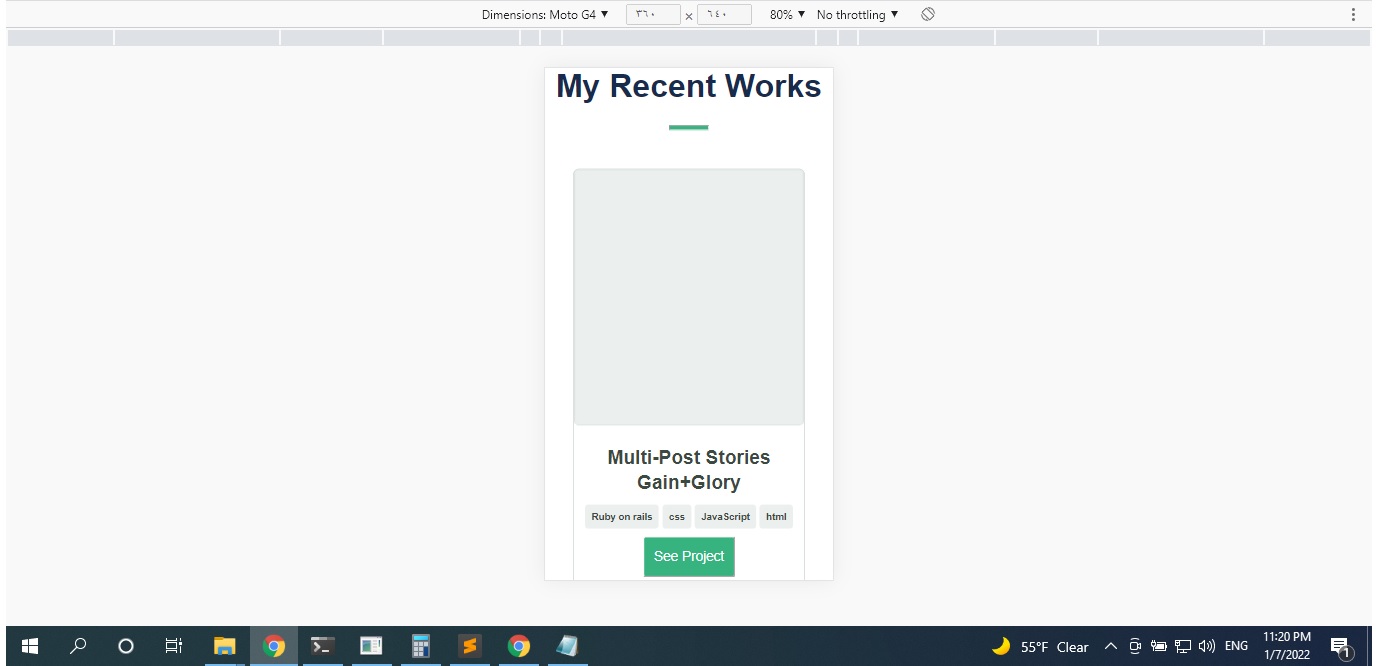 Dimensions: Moto G4 ▼ ٣٦٠ × ٦٤٠ 80% ▼ No throttling ▼
My Recent Works
Multi-Post Stories
Gain+Glory
Ruby on rails css JavaScript html
See Project
55°F Clear ENG 11:20 PM
1/7/2022 1